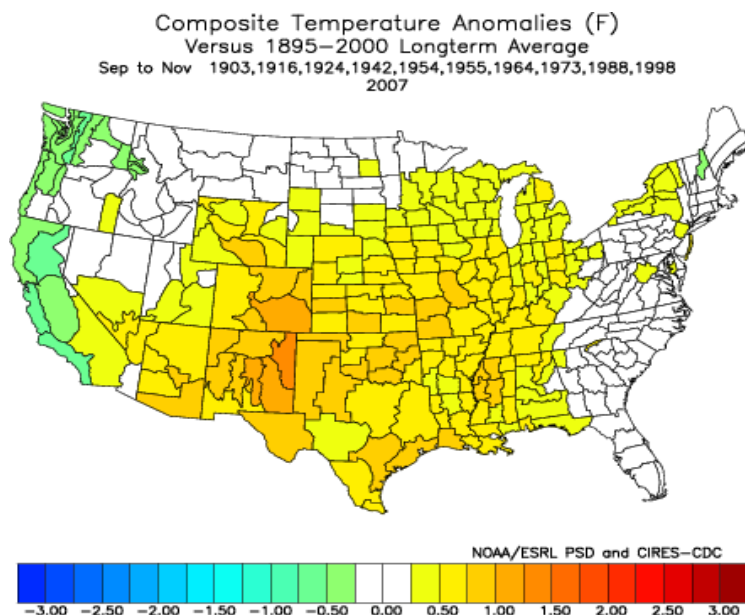 Composite Temperature Anomalies (F)
Versus 1895-2000 Longterm Average
Sep to Nov 1903,1916,1924,1942,1954,1955,1964,1973,1988,1998
2007
NOAA/ESRL PSD and CIRES-CDC
-3.00 -2.50 -2.00 -1.50 -1.00 -0.50 0.00 0.50 1.00 1.50 2.00 2.50 3.00